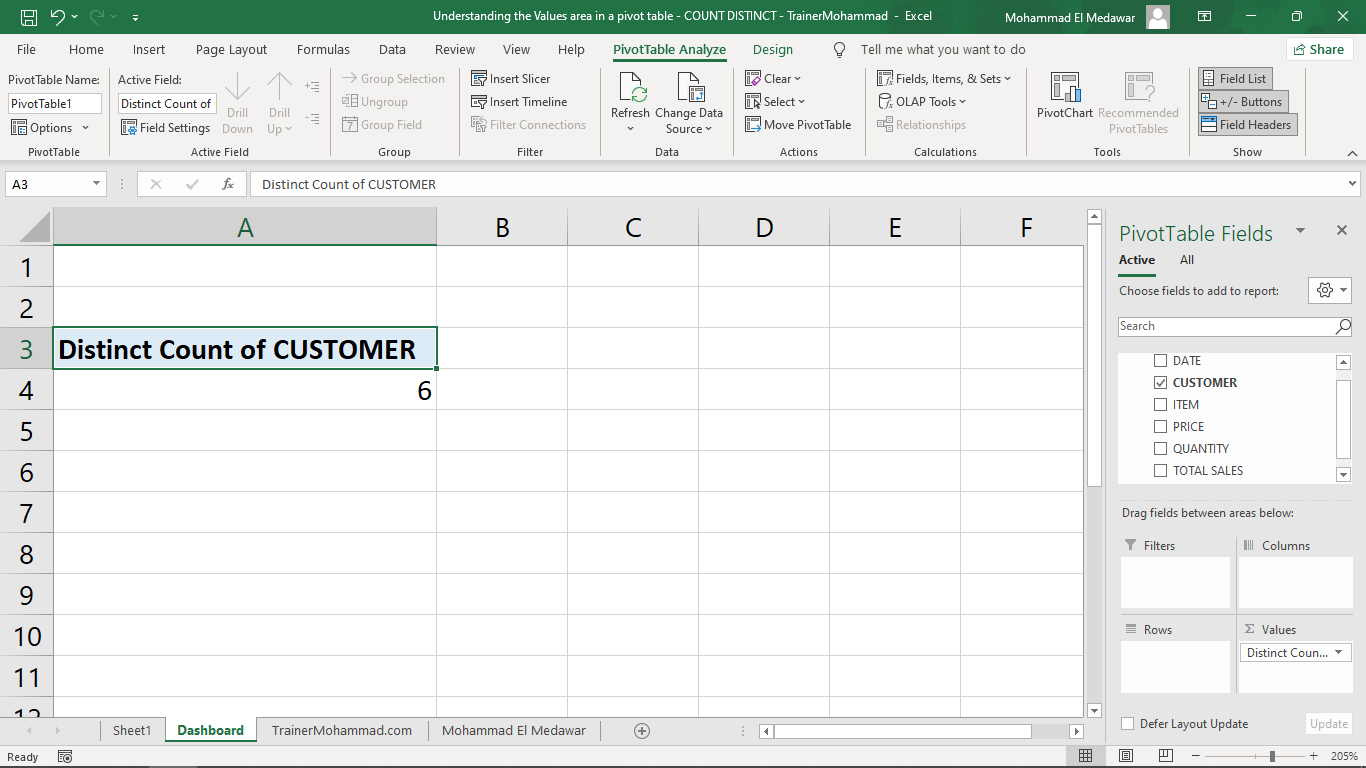 Understanding the Values area in a pivot table - COUNT DISTINCT - TrainerMohammad - Excel
Mohammad El Medawar
File Home Insert Page Layout Formulas Data Review View Help PivotTable Analyze Design Tell me what you want to do Share
PivotTable Name:
PivotTable1
Options
PivotTable
Active Field:
Distinct Count of
Field Settings
Drill Down
Drill Up
Active Field
Group Selection
Ungroup
Group Field
Group
Insert Slicer
Insert Timeline
Filter Connections
Filter
Refresh
Change Data Source
Data
Clear
Select
Move PivotTable
Actions
Fields, Items, & Sets
OLAP Tools
Relationships
Calculations
PivotChart
Recommended PivotTables
Tools
Field List
+/- Buttons
Field Headers
Show
A3
fx
Distinct Count of CUSTOMER
A B C D E F
1
2
3 Distinct Count of CUSTOMER
4 6
5
6
7
8
9
10
11
12
PivotTable Fields
Active All
Choose fields to add to report:
Search
DATE
CUSTOMER
ITEM
PRICE
QUANTITY
TOTAL SALES
Drag fields between areas below:
Filters
Columns
Rows
Σ Values
Distinct Coun...
Defer Layout Update
Update
Sheet1 Dashboard TrainerMohammad.com Mohammad El Medawar
Ready
205%